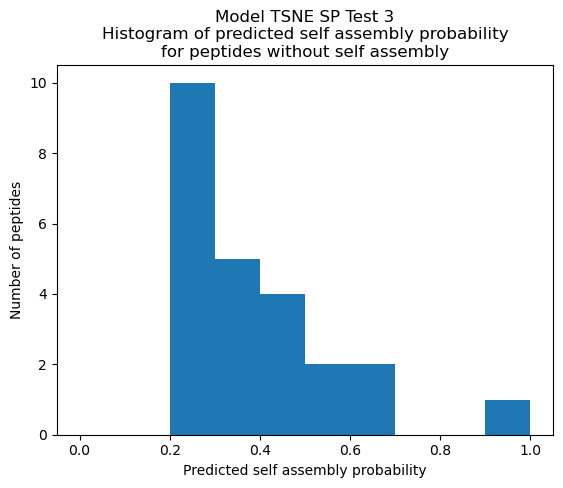 Model TSNE SP Test 3
Histogram of predicted self assembly probability
for peptides without self assembly
Number of peptides
10
8
6
4
2
0
0.0 0.2 0.4 0.6 0.8 1.0
Predicted self assembly probability